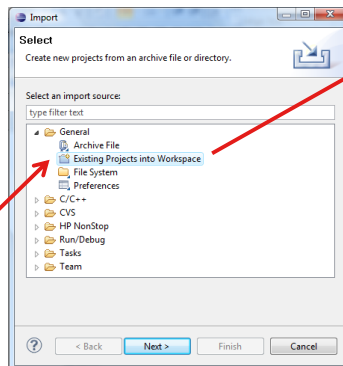 Import
Select
Create new projects from an archive file or directory.
Select an import source:
type filter text
General
Archive File
Existing Projects into Workspace
File System
Preferences
C/C++
CVS
HP NonStop
Run/Debug
Tasks
Team
? < Back Next > Finish Cancel